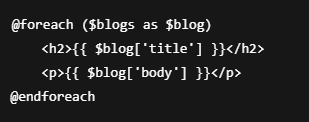 @foreach ($blogs as $blog)
    <h2>{{ $blog['title'] }}</h2>
    <p>{{ $blog['body'] }}</p>
@endforeach